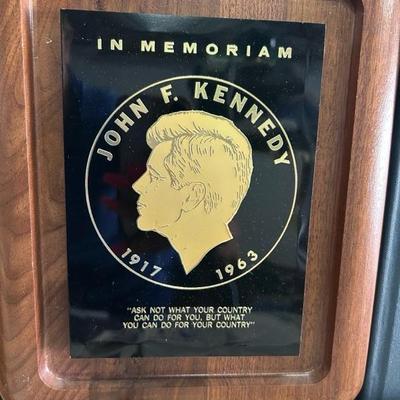 IN MEMORIAM
JOHN F. KENNEDY
1917 1963
"ASK NOT WHAT YOUR COUNTRY
CAN DO FOR YOU, BUT WHAT
YOU CAN DO FOR YOUR COUNTRY"